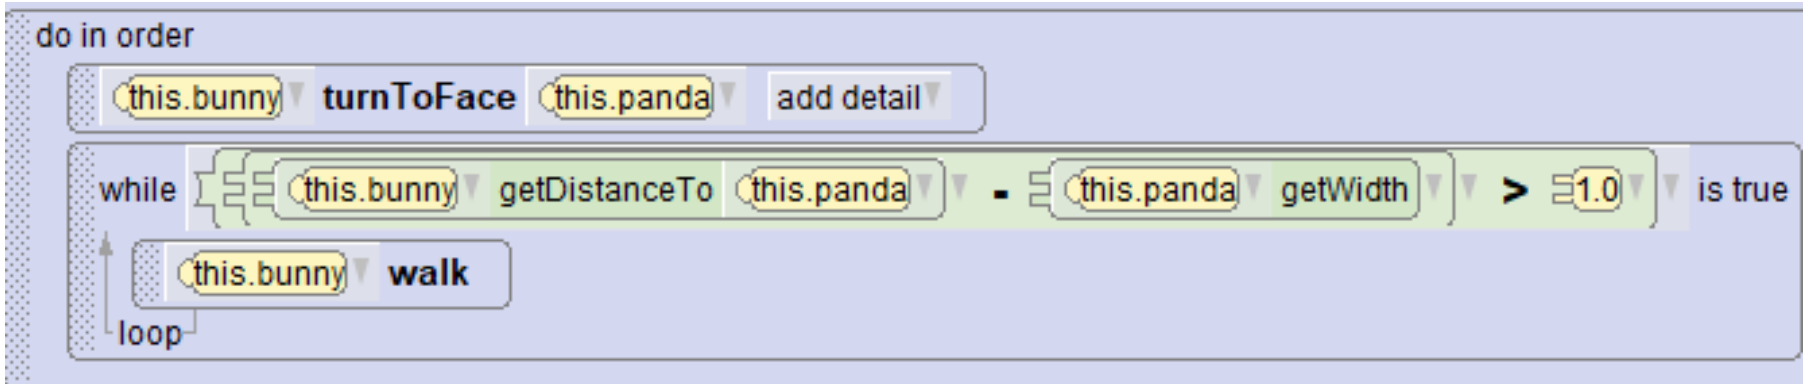 do in order
this.bunny turnToFace this.panda add detail
while this.bunny getDistanceTo this.panda - this.panda getWidth > 1.0 is true
this.bunny walk
loop